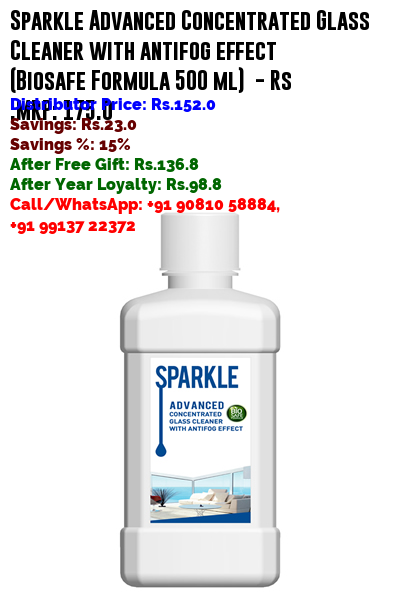 Sparkle Advanced Concentrated Glass
Cleaner with antifog effect
(Biosafe Formula 500 ml)  - Rs
.MRP: 175.0
Distributor Price: Rs.152.0
Savings: Rs.23.0
Savings %: 15%
After Free Gift: Rs.136.8
After Year Loyalty: Rs.98.8
Call/WhatsApp: +91 90810 58884,
+91 99137 22372
SPARKLE
ADVANCED
CONCENTRATED
GLASS CLEANER
WITH ANTIFOG EFFECT
Bio